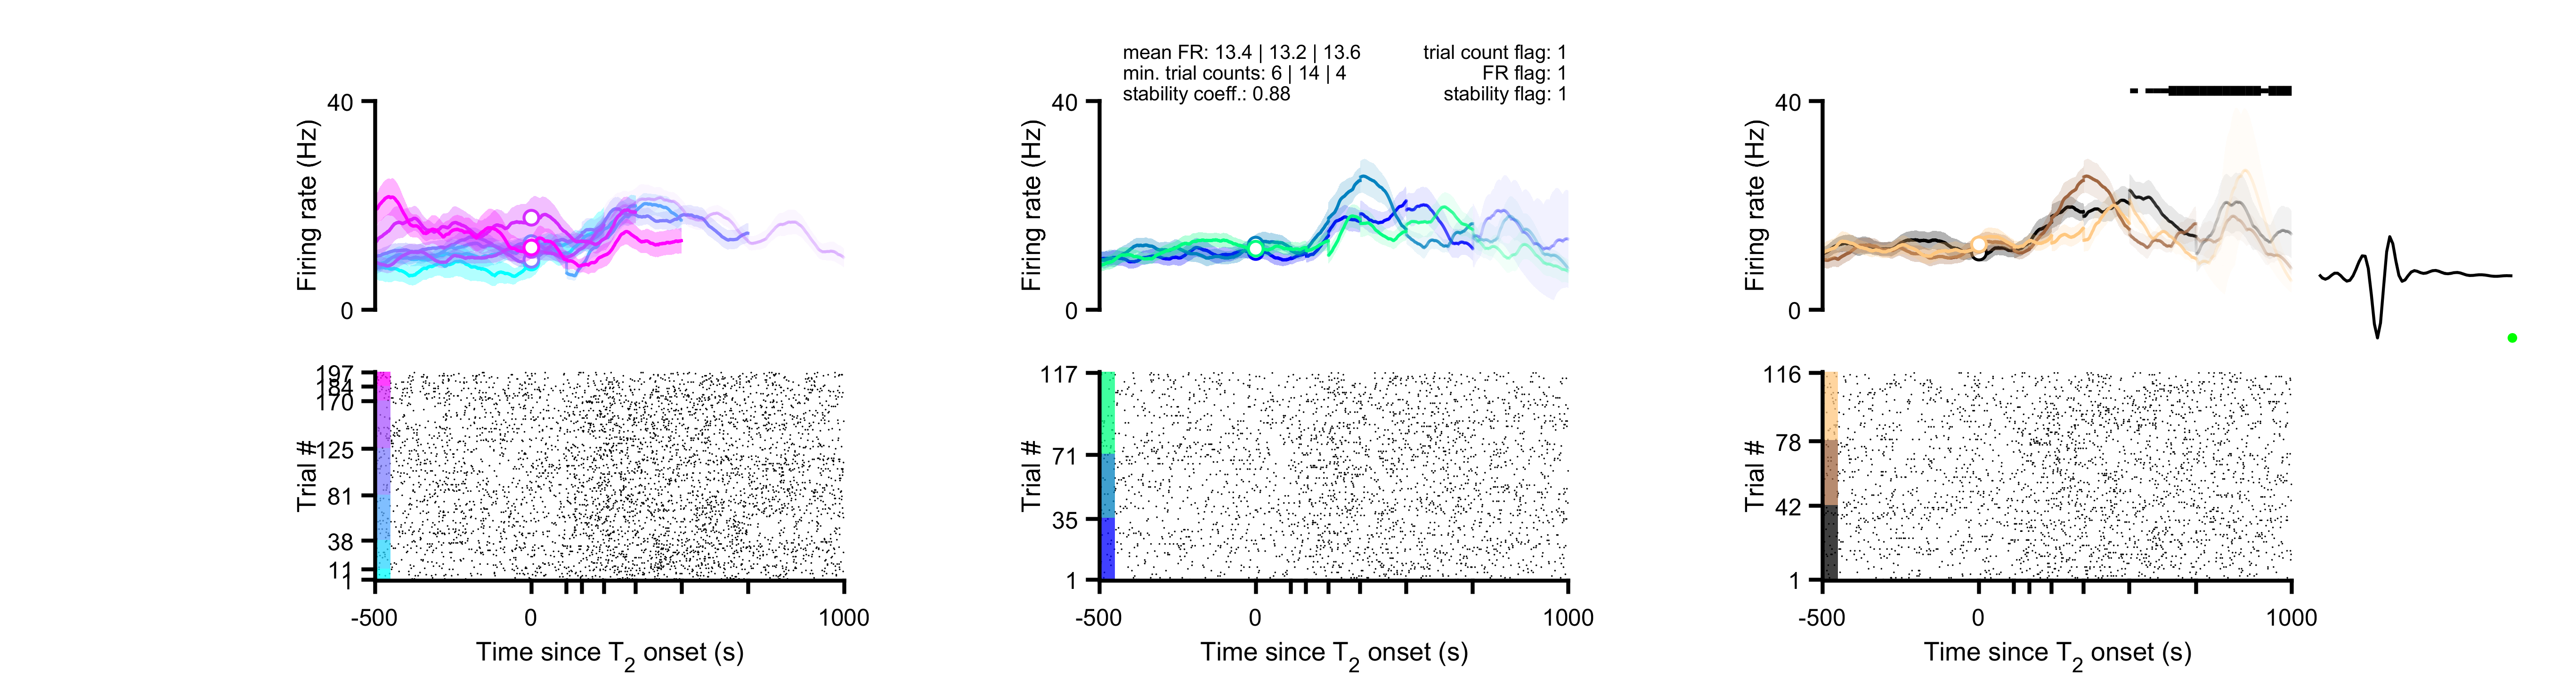 mean FR: 13.4 | 13.2 | 13.6
min. trial counts: 6 | 14 | 4
stability coeff.: 0.88
trial count flag: 1
FR flag: 1
stability flag: 1
40
Firing rate (Hz)
0
40
Firing rate (Hz)
0
40
Firing rate (Hz)
0
197
184
170
125
81
38
11
1
Trial #
-500
0
1000
Time since T2 onset (s)
117
71
35
1
Trial #
-500
0
1000
Time since T2 onset (s)
116
78
42
1
Trial #
-500
0
1000
Time since T2 onset (s)